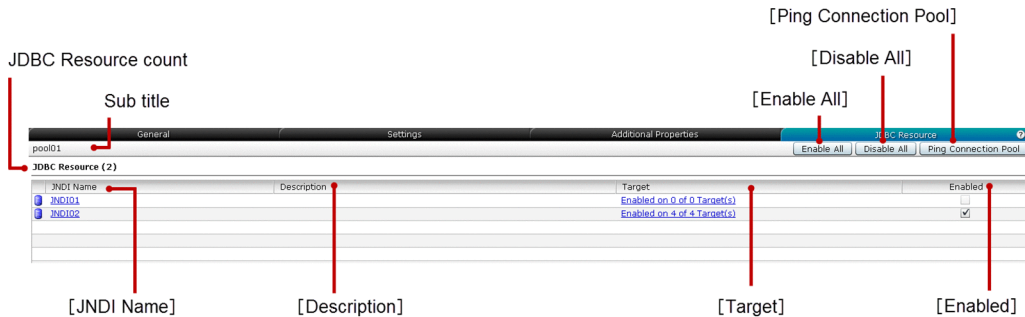 [Ping Connection Pool]
[Disable All]
JDBC Resource count
[Enable All]
Sub title
General Settings Additional Properties JDBC Resource ?
pool01 Enable All Disable All Ping Connection Pool
JDBC Resource (2)
JNDI Name Description Target Enabled
JNDI01 Enabled on 0 of 0 Target(s)
JNDI02 Enabled on 4 of 4 Target(s)
[JNDI Name] [Description] [Target] [Enabled]